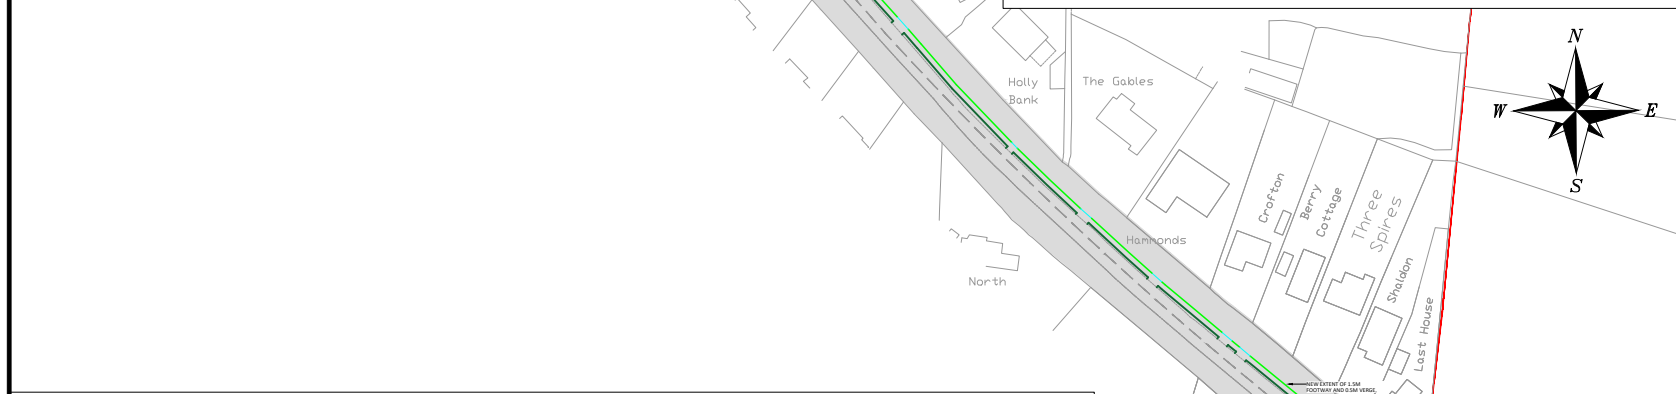 N
W
E
S
Holly
Bank
The Gables
Crofton
Berry
Cottage
Three
Spires
Hammonds
North
Shaldon
Last House
NEW EXTENT OF 1.5M
FOOTWAY AND 0.5M VERGE